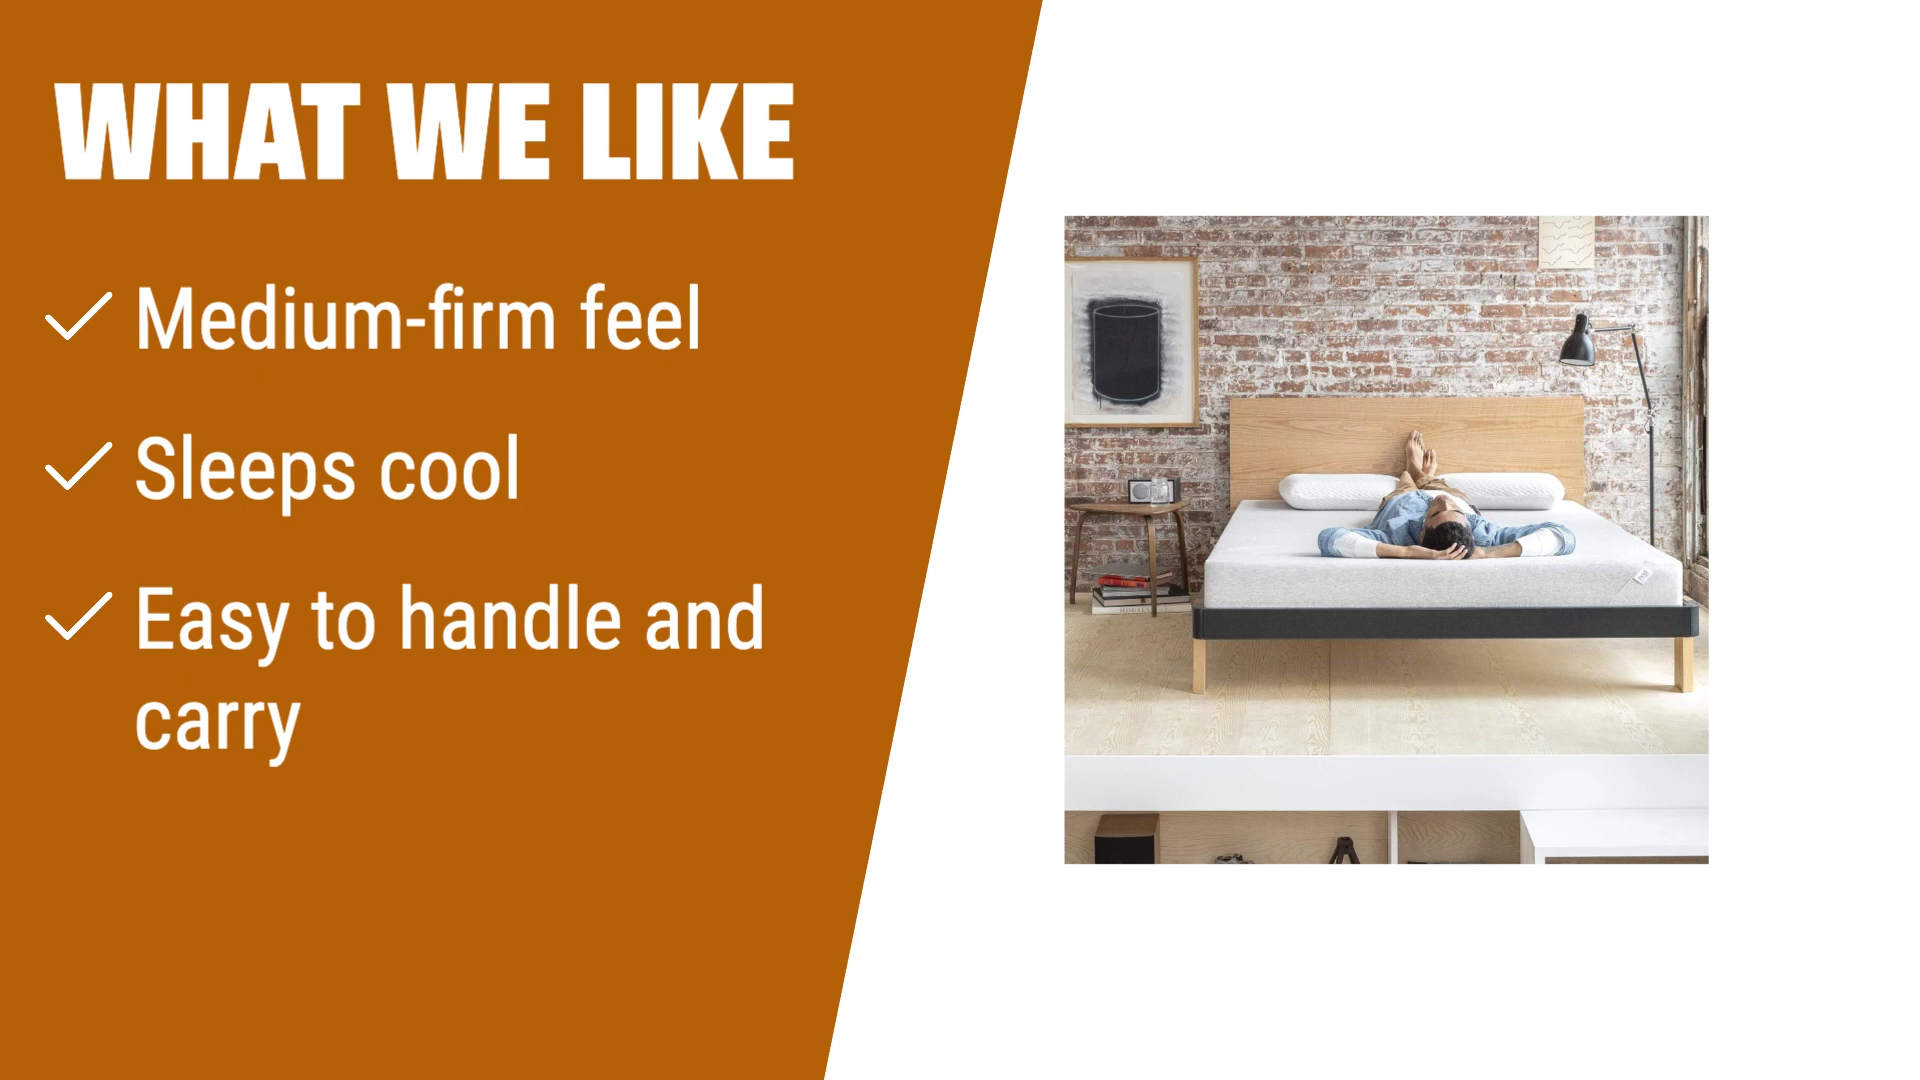 WHAT WE LIKE
Medium-firm feel
Sleeps cool
Easy to handle and
carry